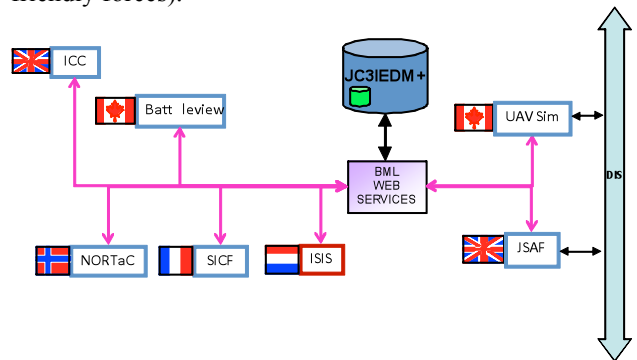 friendly forces).
ICC
JC3IEDM+
Batt leview
UAV Sim
BML
WEB
SERVICES
DIS
NORTaC
SICF
ISIS
JSAF